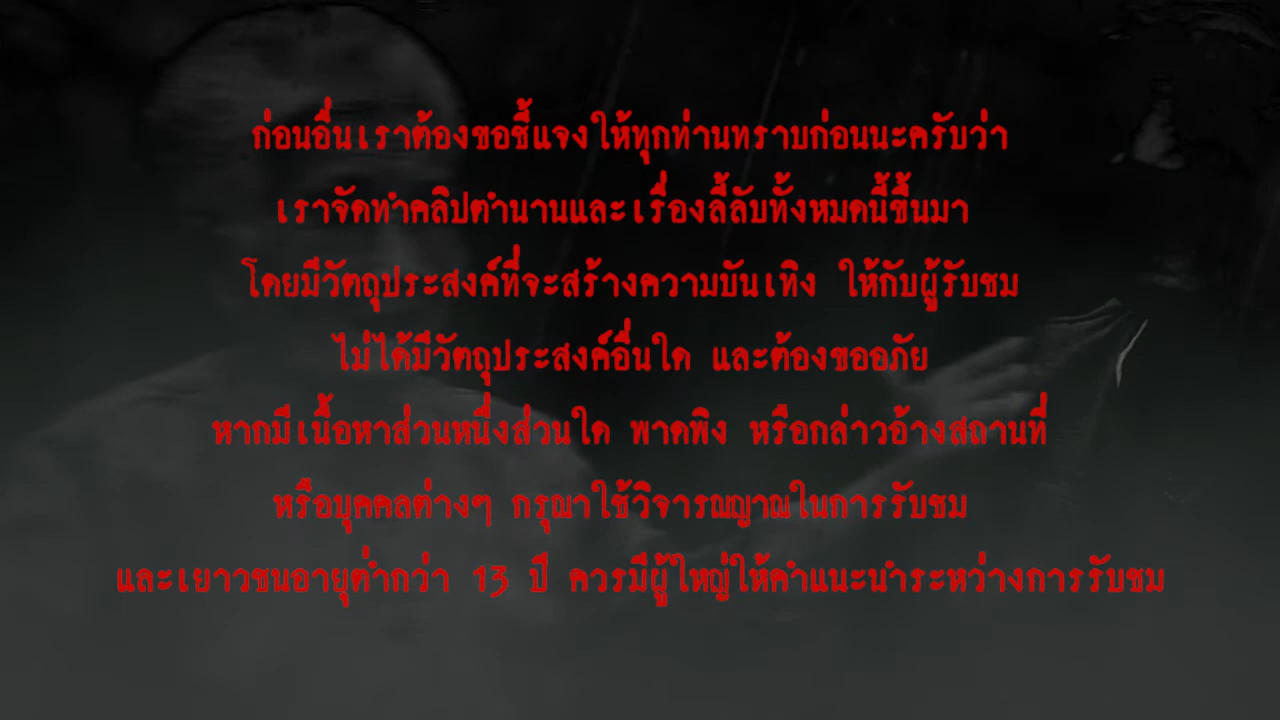 ก่อนอื่นเราต้องขอชี้แจงให้ทุกท่านทราบก่อนนะครับว่า
เราจัดทำคลิปตำนานและเรื่องลี้ลับทั้งหมดนี้ขึ้นมา
โดยมีวัตถุประสงค์ที่จะสร้างความบันเทิง ให้กับผู้รับชม
ไม่ได้มีวัตถุประสงค์อื่นใด และต้องขออภัย
หากมีเนื้อหาส่วนหนึ่งส่วนใด พาดพิง หรือกล่าวอ้างสถานที่
หรือบุคคลต่างๆ กรุณาใช้วิจารณญาณในการรับชม
และเยาวชนอายุต่ำกว่า 13 ปี ควรมีผู้ใหญ่ให้คำแนะนำระหว่างการรับชม